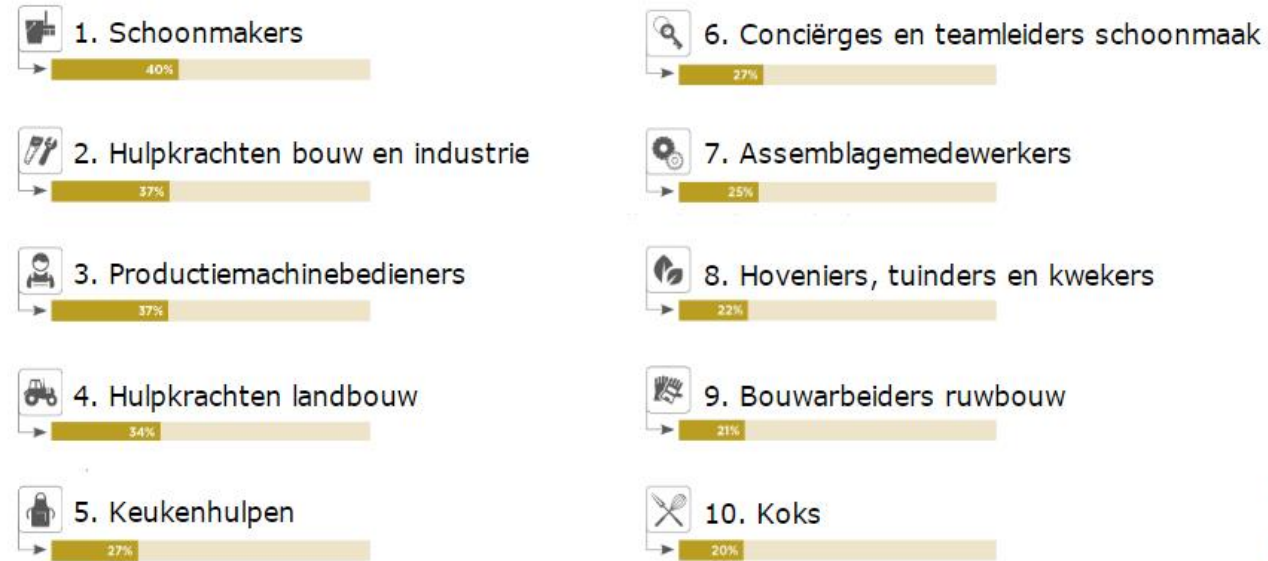 1. Schoonmakers
40%
2. Hulpkrachten bouw en industrie
37%
3. Productiemachinebedieners
37%
4. Hulpkrachten landbouw
34%
5. Keukenhulpen
27%
6. Conciërges en teamleiders schoonmaak
27%
7. Assemblagemedewerkers
25%
8. Hoveniers, tuinders en kwekers
22%
9. Bouwarbeiders ruwbouw
21%
10. Koks
20%